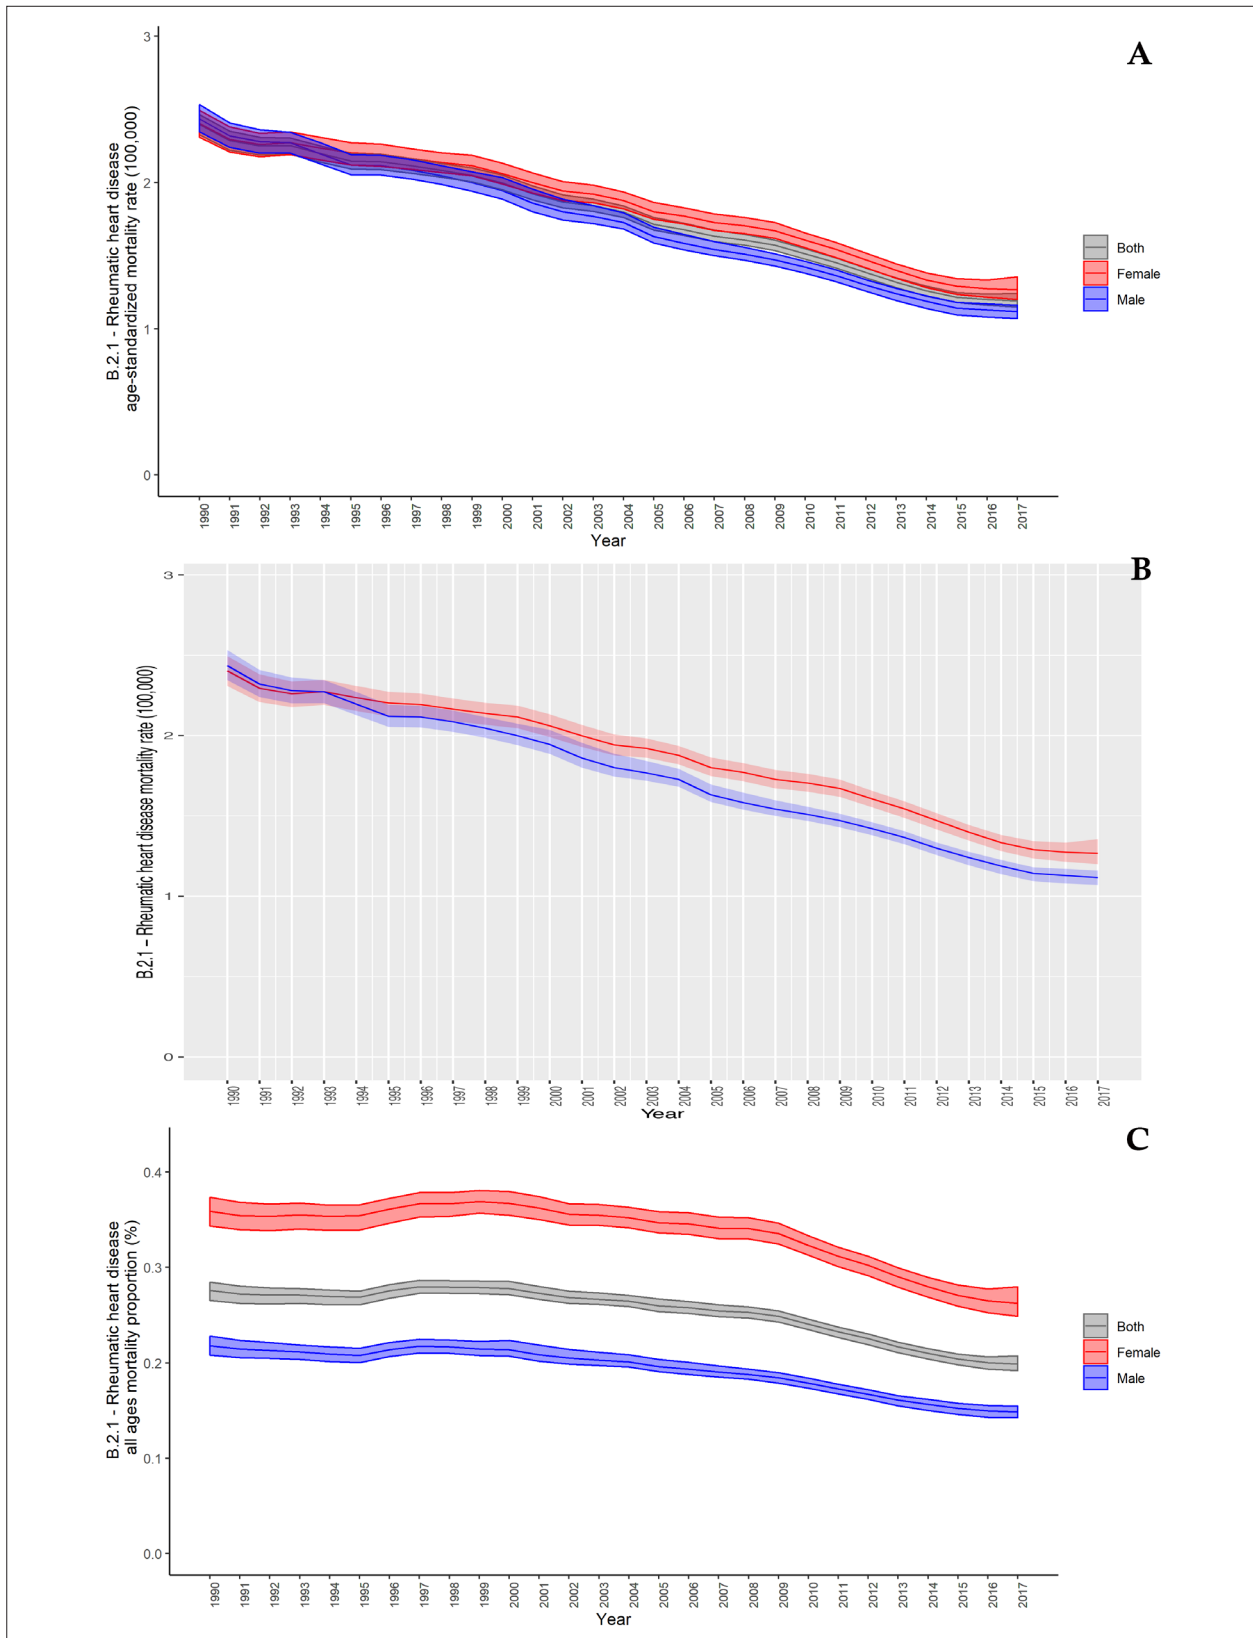 A
B.2.1 - Rheumatic heart disease
age-standardized mortality rate (100,000)
3
2
1
0
1990 1991 1992 1993 1994 1995 1996 1997 1998 1999 2000 2001 2002 2003 2004 2005 2006 2007 2008 2009 2010 2011 2012 2013 2014 2015 2016 2017
Year
Both
Female
Male
B
B.2.1 – Rheumatic heart disease mortality rate (100,000)
3
2
1
0
1990 1991 1992 1993 1994 1995 1996 1997 1998 1999 2000 2001 2002 2003 2004 2005 2006 2007 2008 2009 2010 2011 2012 2013 2014 2015 2016 2017
Year
C
B.2.1 - Rheumatic heart disease
all ages mortality proportion (%)
0.4
0.3
0.2
0.1
0.0
1990 1991 1992 1993 1994 1995 1996 1997 1998 1999 2000 2001 2002 2003 2004 2005 2006 2007 2008 2009 2010 2011 2012 2013 2014 2015 2016 2017
Year
Both
Female
Male